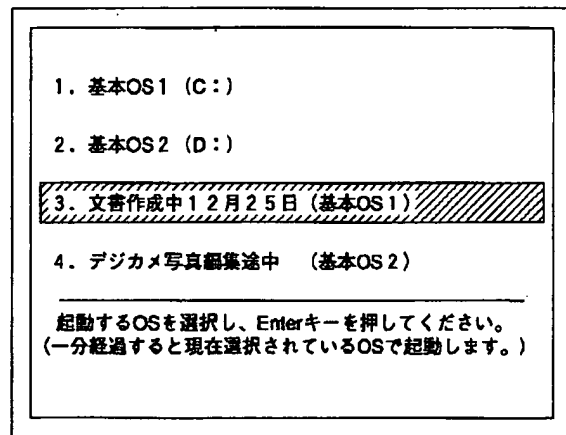 1．基本OS1（C：）
2．基本OS2（D：）
3．文書作成中12月25日（基本OS1）
4．デジカメ写真編集途中　（基本OS2）
起動するOSを選択し、Enterキーを押してください。
（一分経過すると現在選択されているOSで起動します。）